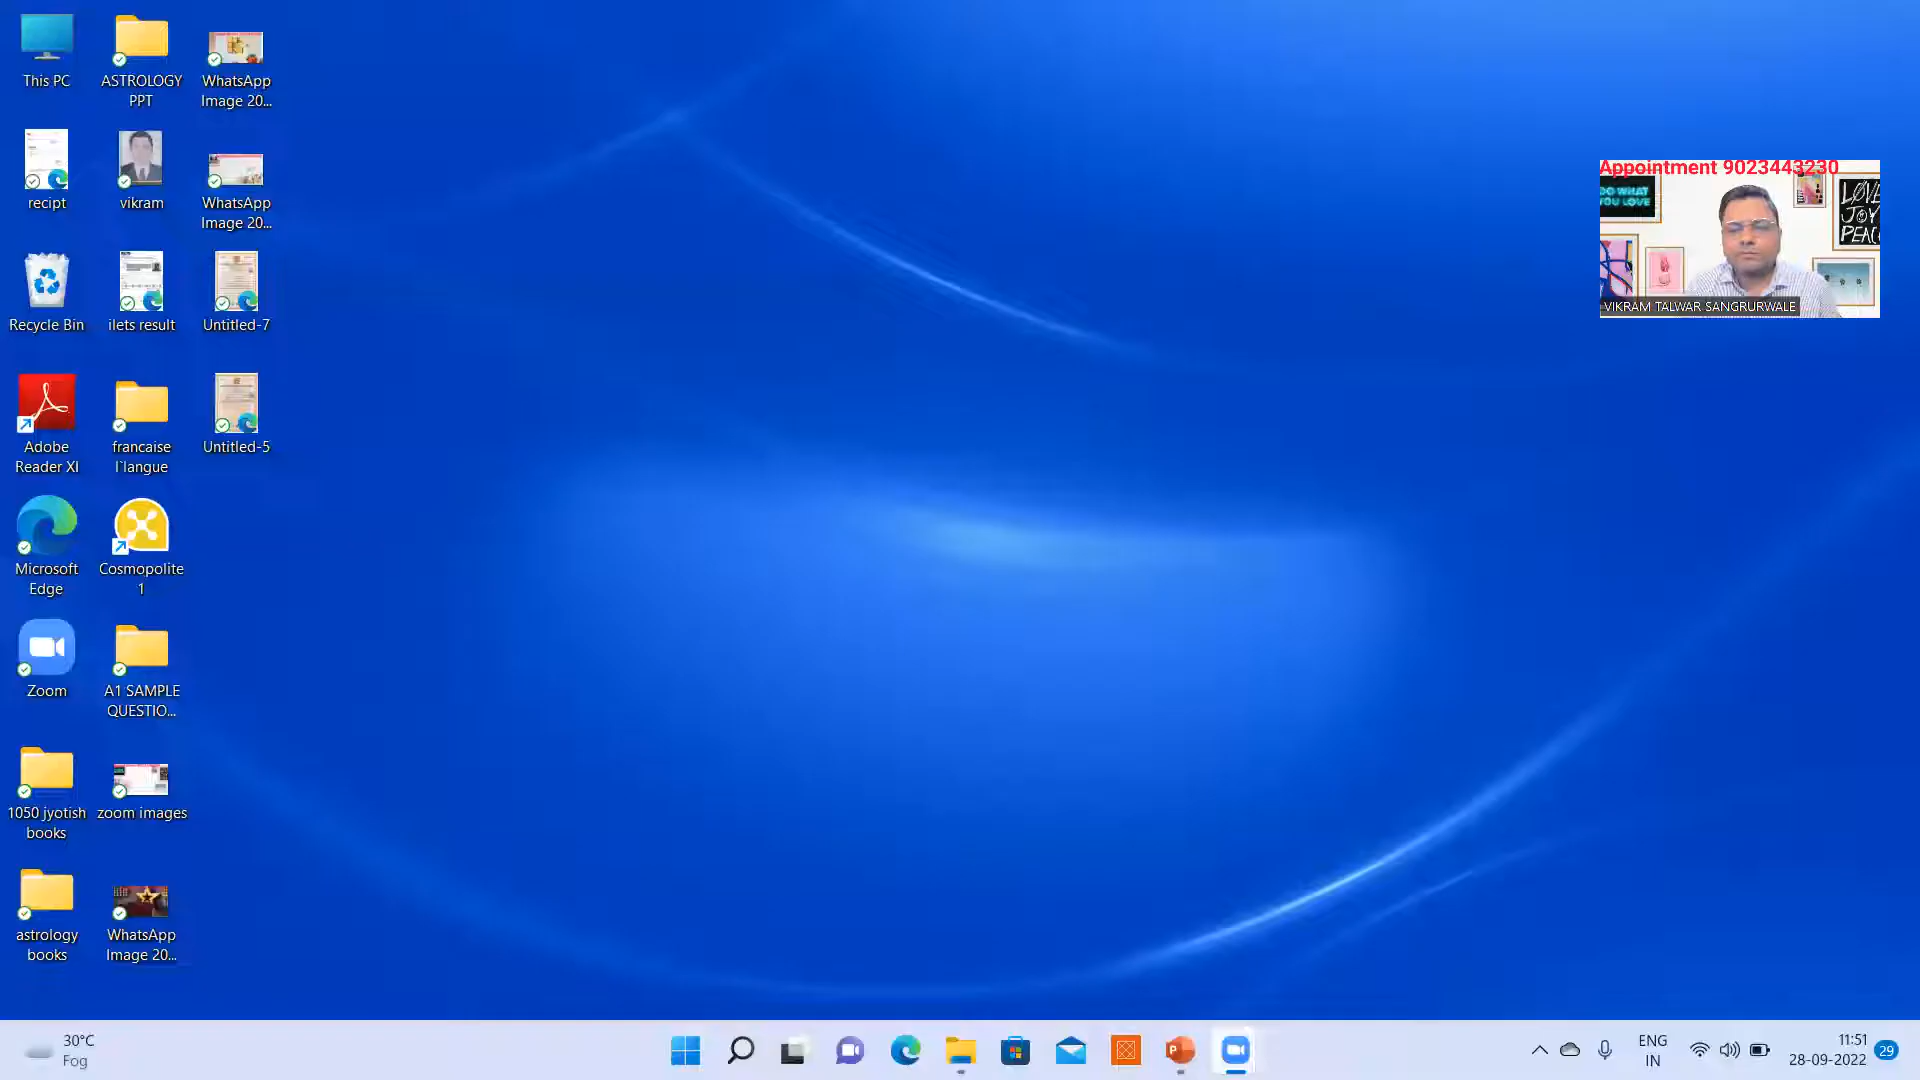 This PC
ASTROLOGY
PPT
WhatsApp
Image 20...
recipt
vikram
WhatsApp
Image 20...
Recycle Bin
ilets result
Untitled-7
Adobe
Reader XI
francaise
l`langue
Untitled-5
Microsoft
Edge
Cosmopolite
1
Zoom
A1 SAMPLE
QUESTIO...
1050 jyotish
books
zoom images
astrology
books
WhatsApp
Image 20...
Appointment 9023443230
DO WHAT
YOU LOVE
LOVE
JOY
PEAC
VIKRAM TALWAR SANGRURWALE
30°C
Fog
ENG
IN
11:51
28-09-2022
29